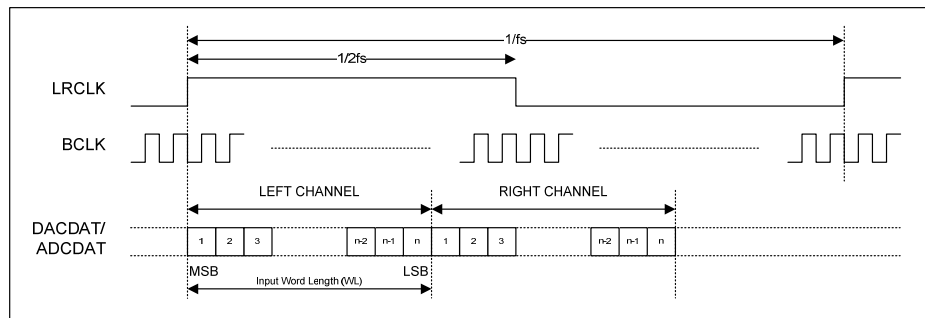 1/fs
1/2fs
LRCLK
BCLK
LEFT CHANNEL
RIGHT CHANNEL
DACDAT/
ADCDAT
1 2 3 n-2 n-1 n 1 2 3 n-2 n-1 n
MSB LSB
Input Word Length (WL)